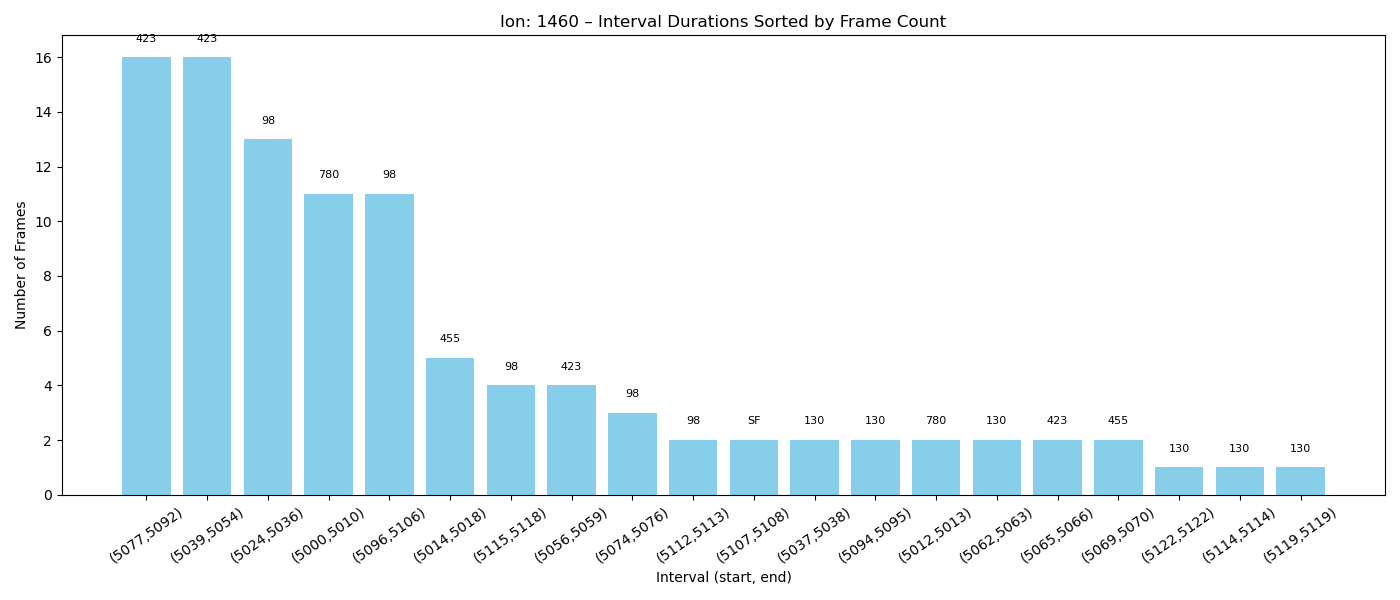 Ion: 1460 – Interval Durations Sorted by Frame Count
423 423
16
14
98
12
780 98
10
Number of Frames
8
6
455
98 423
4
98
98 SF 130 130 780 130 423 455
2
130 130 130
0
(5077,5092) (5039,5054) (5024,5036) (5000,5010) (5096,5106) (5014,5018) (5115,5118) (5056,5059) (5074,5076) (5112,5113) (5107,5108) (5037,5038) (5094,5095) (5012,5013) (5062,5063) (5065,5066) (5069,5070) (5122,5122) (5114,5114) (5119,5119)
Interval (start, end)